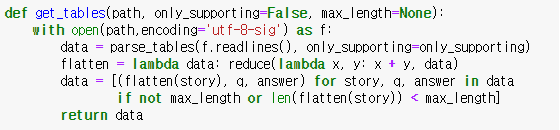 def get_tables(path, only_supporting=False, max_length=None):
    with open(path,encoding='utf-8-sig') as f:
        data = parse_tables(f.readlines(), only_supporting=only_supporting)
        flatten = lambda data: reduce(lambda x, y: x + y, data)
        data = [(flatten(story), q, answer) for story, q, answer in data
                if not max_length or len(flatten(story)) < max_length]
        return data